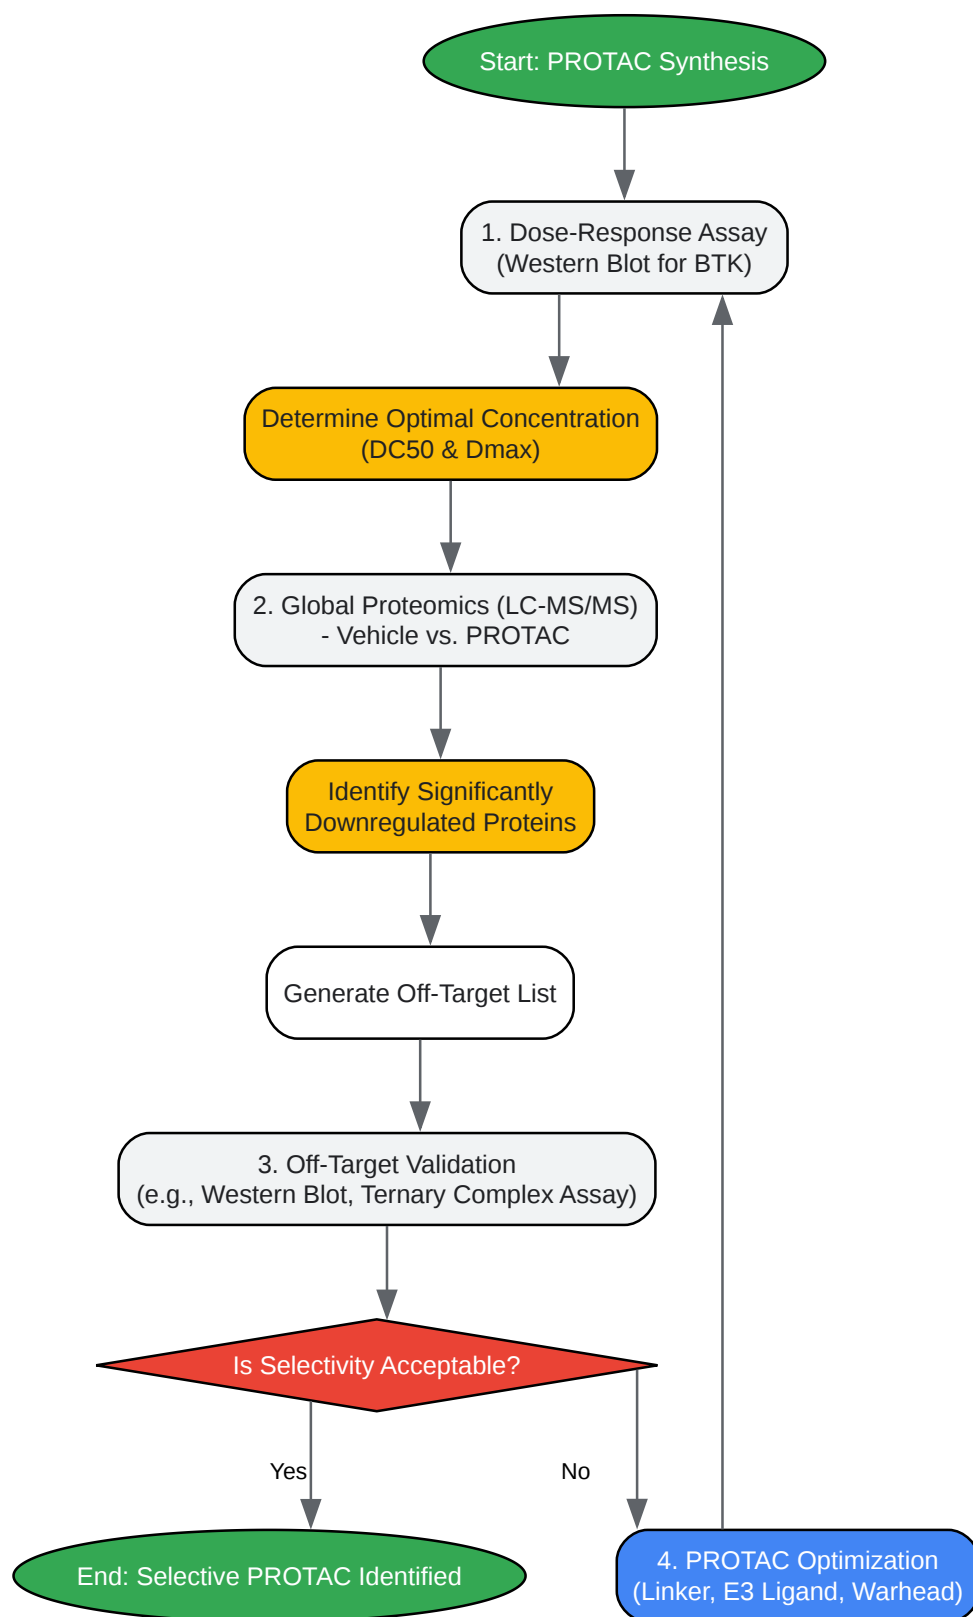 Start: PROTAC Synthesis
1. Dose-Response Assay
(Western Blot for BTK)
Determine Optimal Concentration
(DC50 & Dmax)
2. Global Proteomics (LC-MS/MS)
- Vehicle vs. PROTAC
Identify Significantly
Downregulated Proteins
Generate Off-Target List
3. Off-Target Validation
(e.g., Western Blot, Ternary Complex Assay)
Is Selectivity Acceptable?
Yes
No
End: Selective PROTAC Identified
4. PROTAC Optimization
(Linker, E3 Ligand, Warhead)